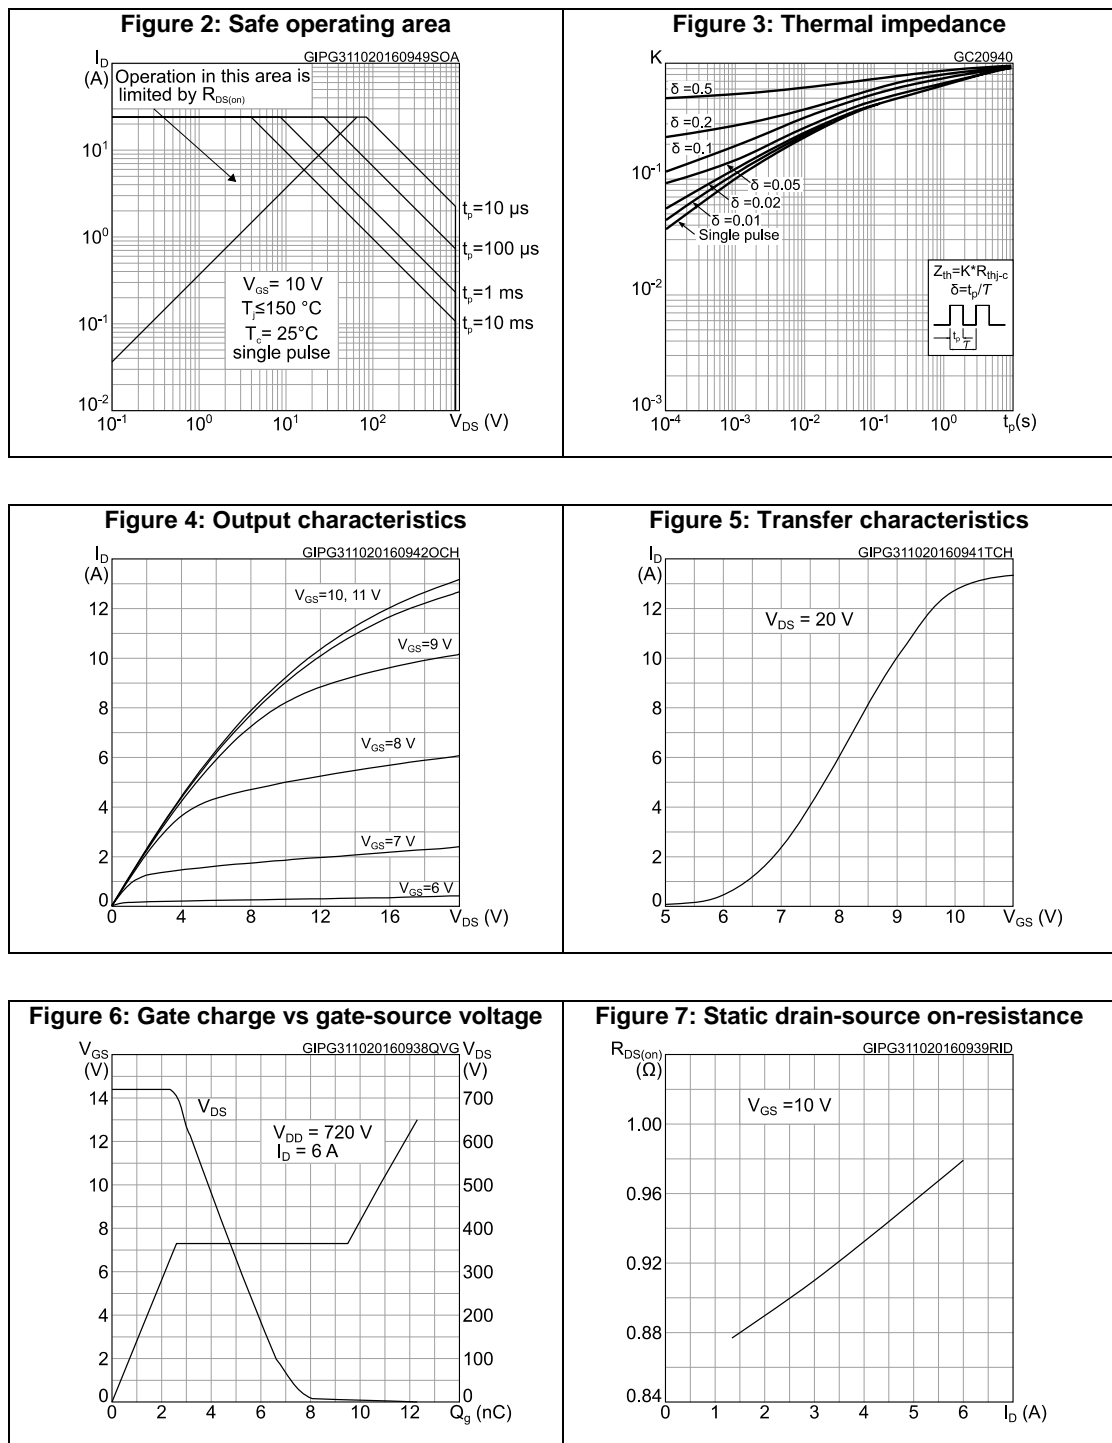 Figure 2: Safe operating area
GIPG311020160949SOA
I_D
(A)
Operation in this area is
limited by R_DS(on)
10^1
10^0
10^-1
10^-2
t_p=10 µs
t_p=100 µs
t_p=1 ms
t_p=10 ms
V_GS= 10 V
T_j≤150 °C
T_c= 25°C
single pulse
10^-1 10^0 10^1 10^2 V_DS (V)
Figure 3: Thermal impedance
K
GC20940
δ =0.5
δ =0.2
δ =0.1
δ =0.05
δ =0.02
δ =0.01
Single pulse
10^-1
10^-2
10^-3
Z_th=K*R_thj-c
δ=t_p/Τ
t_p
Τ
10^-4 10^-3 10^-2 10^-1 10^0 t_p(s)
Figure 4: Output characteristics
GIPG311020160942OCH
I_D
(A)
V_GS=10, 11 V
V_GS=9 V
V_GS=8 V
V_GS=7 V
V_GS=6 V
12
10
8
6
4
2
0
0 4 8 12 16 V_DS (V)
Figure 5: Transfer characteristics
GIPG311020160941TCH
I_D
(A)
V_DS = 20 V
12
10
8
6
4
2
0
5 6 7 8 9 10 V_GS (V)
Figure 6: Gate charge vs gate-source voltage
V_GS
(V)
GIPG311020160938QVG
V_DS
(V)
V_DS
V_DD = 720 V
I_D = 6 A
14
12
10
8
6
4
2
0
700
600
500
400
300
200
100
0
0 2 4 6 8 10 12 Q_g (nC)
Figure 7: Static drain-source on-resistance
R_DS(on)
(Ω)
GIPG311020160939RID
V_GS =10 V
1.00
0.96
0.92
0.88
0.84
0 1 2 3 4 5 6 I_D (A)